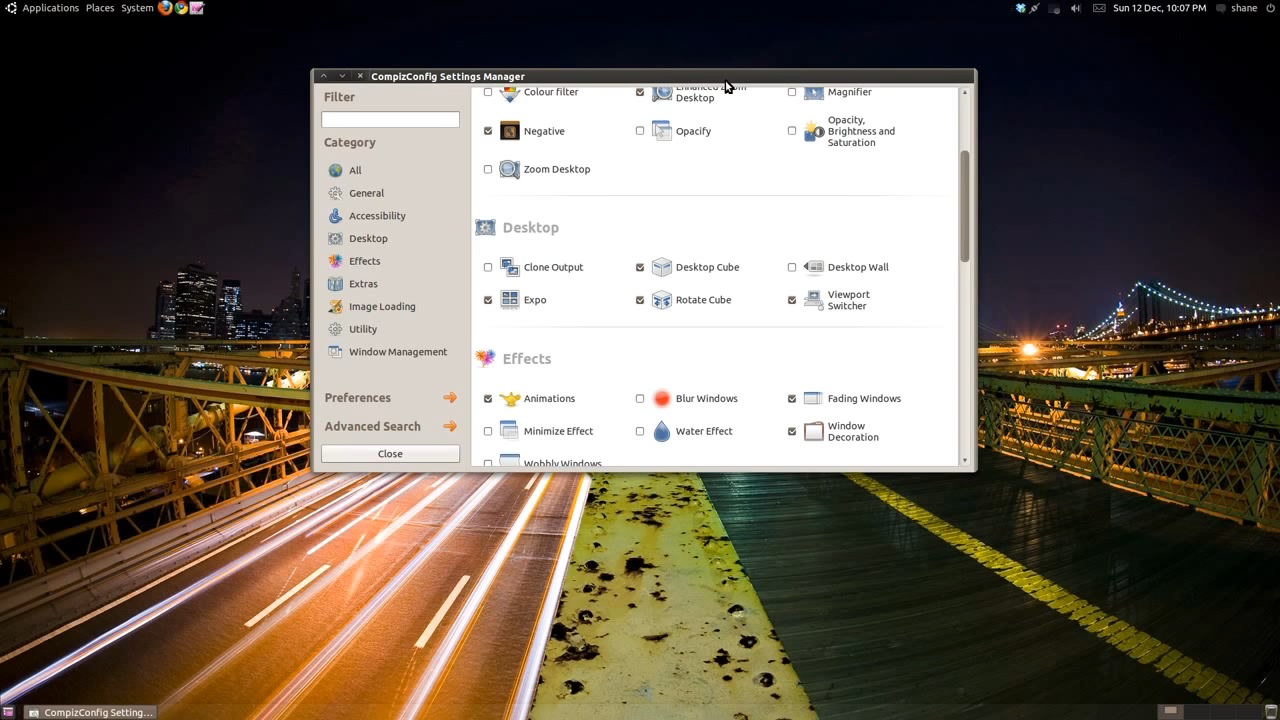 Applications Places System
Sun 12 Dec, 10:07 PM shane
CompizConfig Settings Manager
Filter
Category
All
General
Accessibility
Desktop
Effects
Extras
Image Loading
Utility
Window Management
Preferences
Advanced Search
Close
Colour filter
Enhanced Zoom
Desktop
Magnifier
Negative
Opacify
Opacity,
Brightness and
Saturation
Zoom Desktop
Desktop
Clone Output
Desktop Cube
Desktop Wall
Expo
Rotate Cube
Viewport
Switcher
Effects
Animations
Blur Windows
Fading Windows
Minimize Effect
Water Effect
Window
Decoration
Wobbly Windows
CompizConfig Setting...